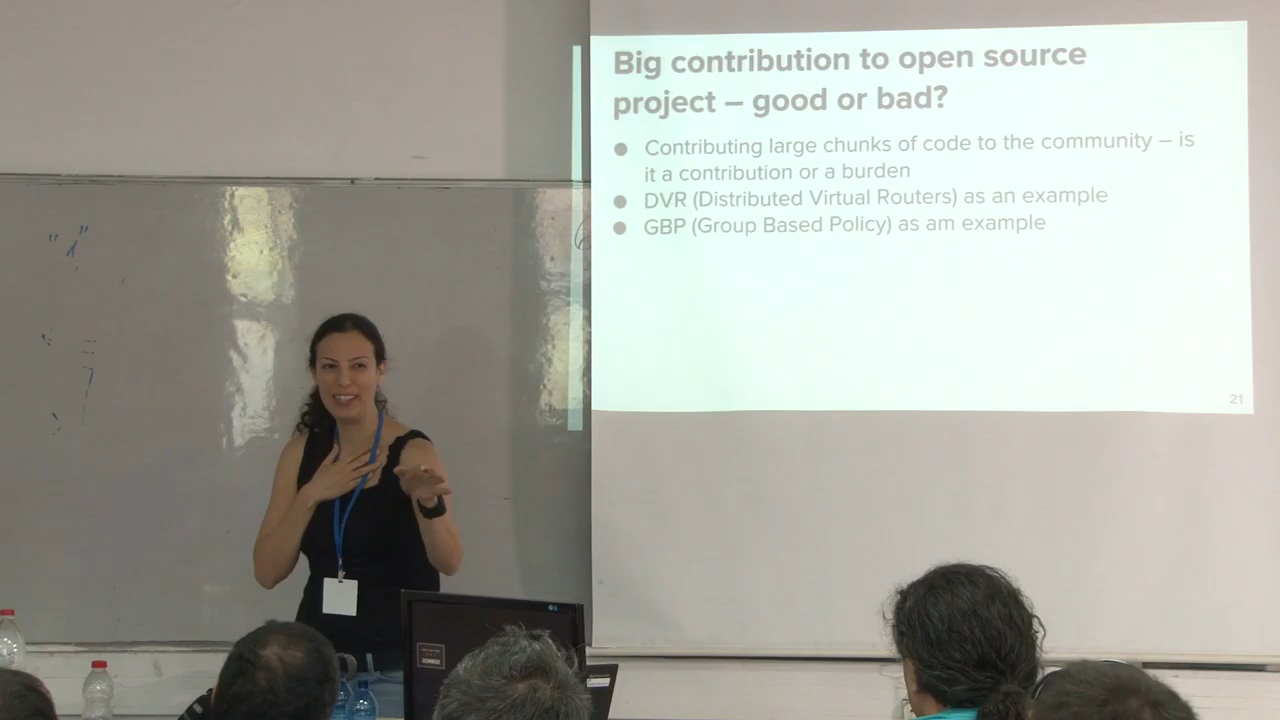 Big contribution to open source
project – good or bad?
● Contributing large chunks of code to the community – is
it a contribution or a burden
● DVR (Distributed Virtual Routers) as an example
● GBP (Group Based Policy) as am example
21